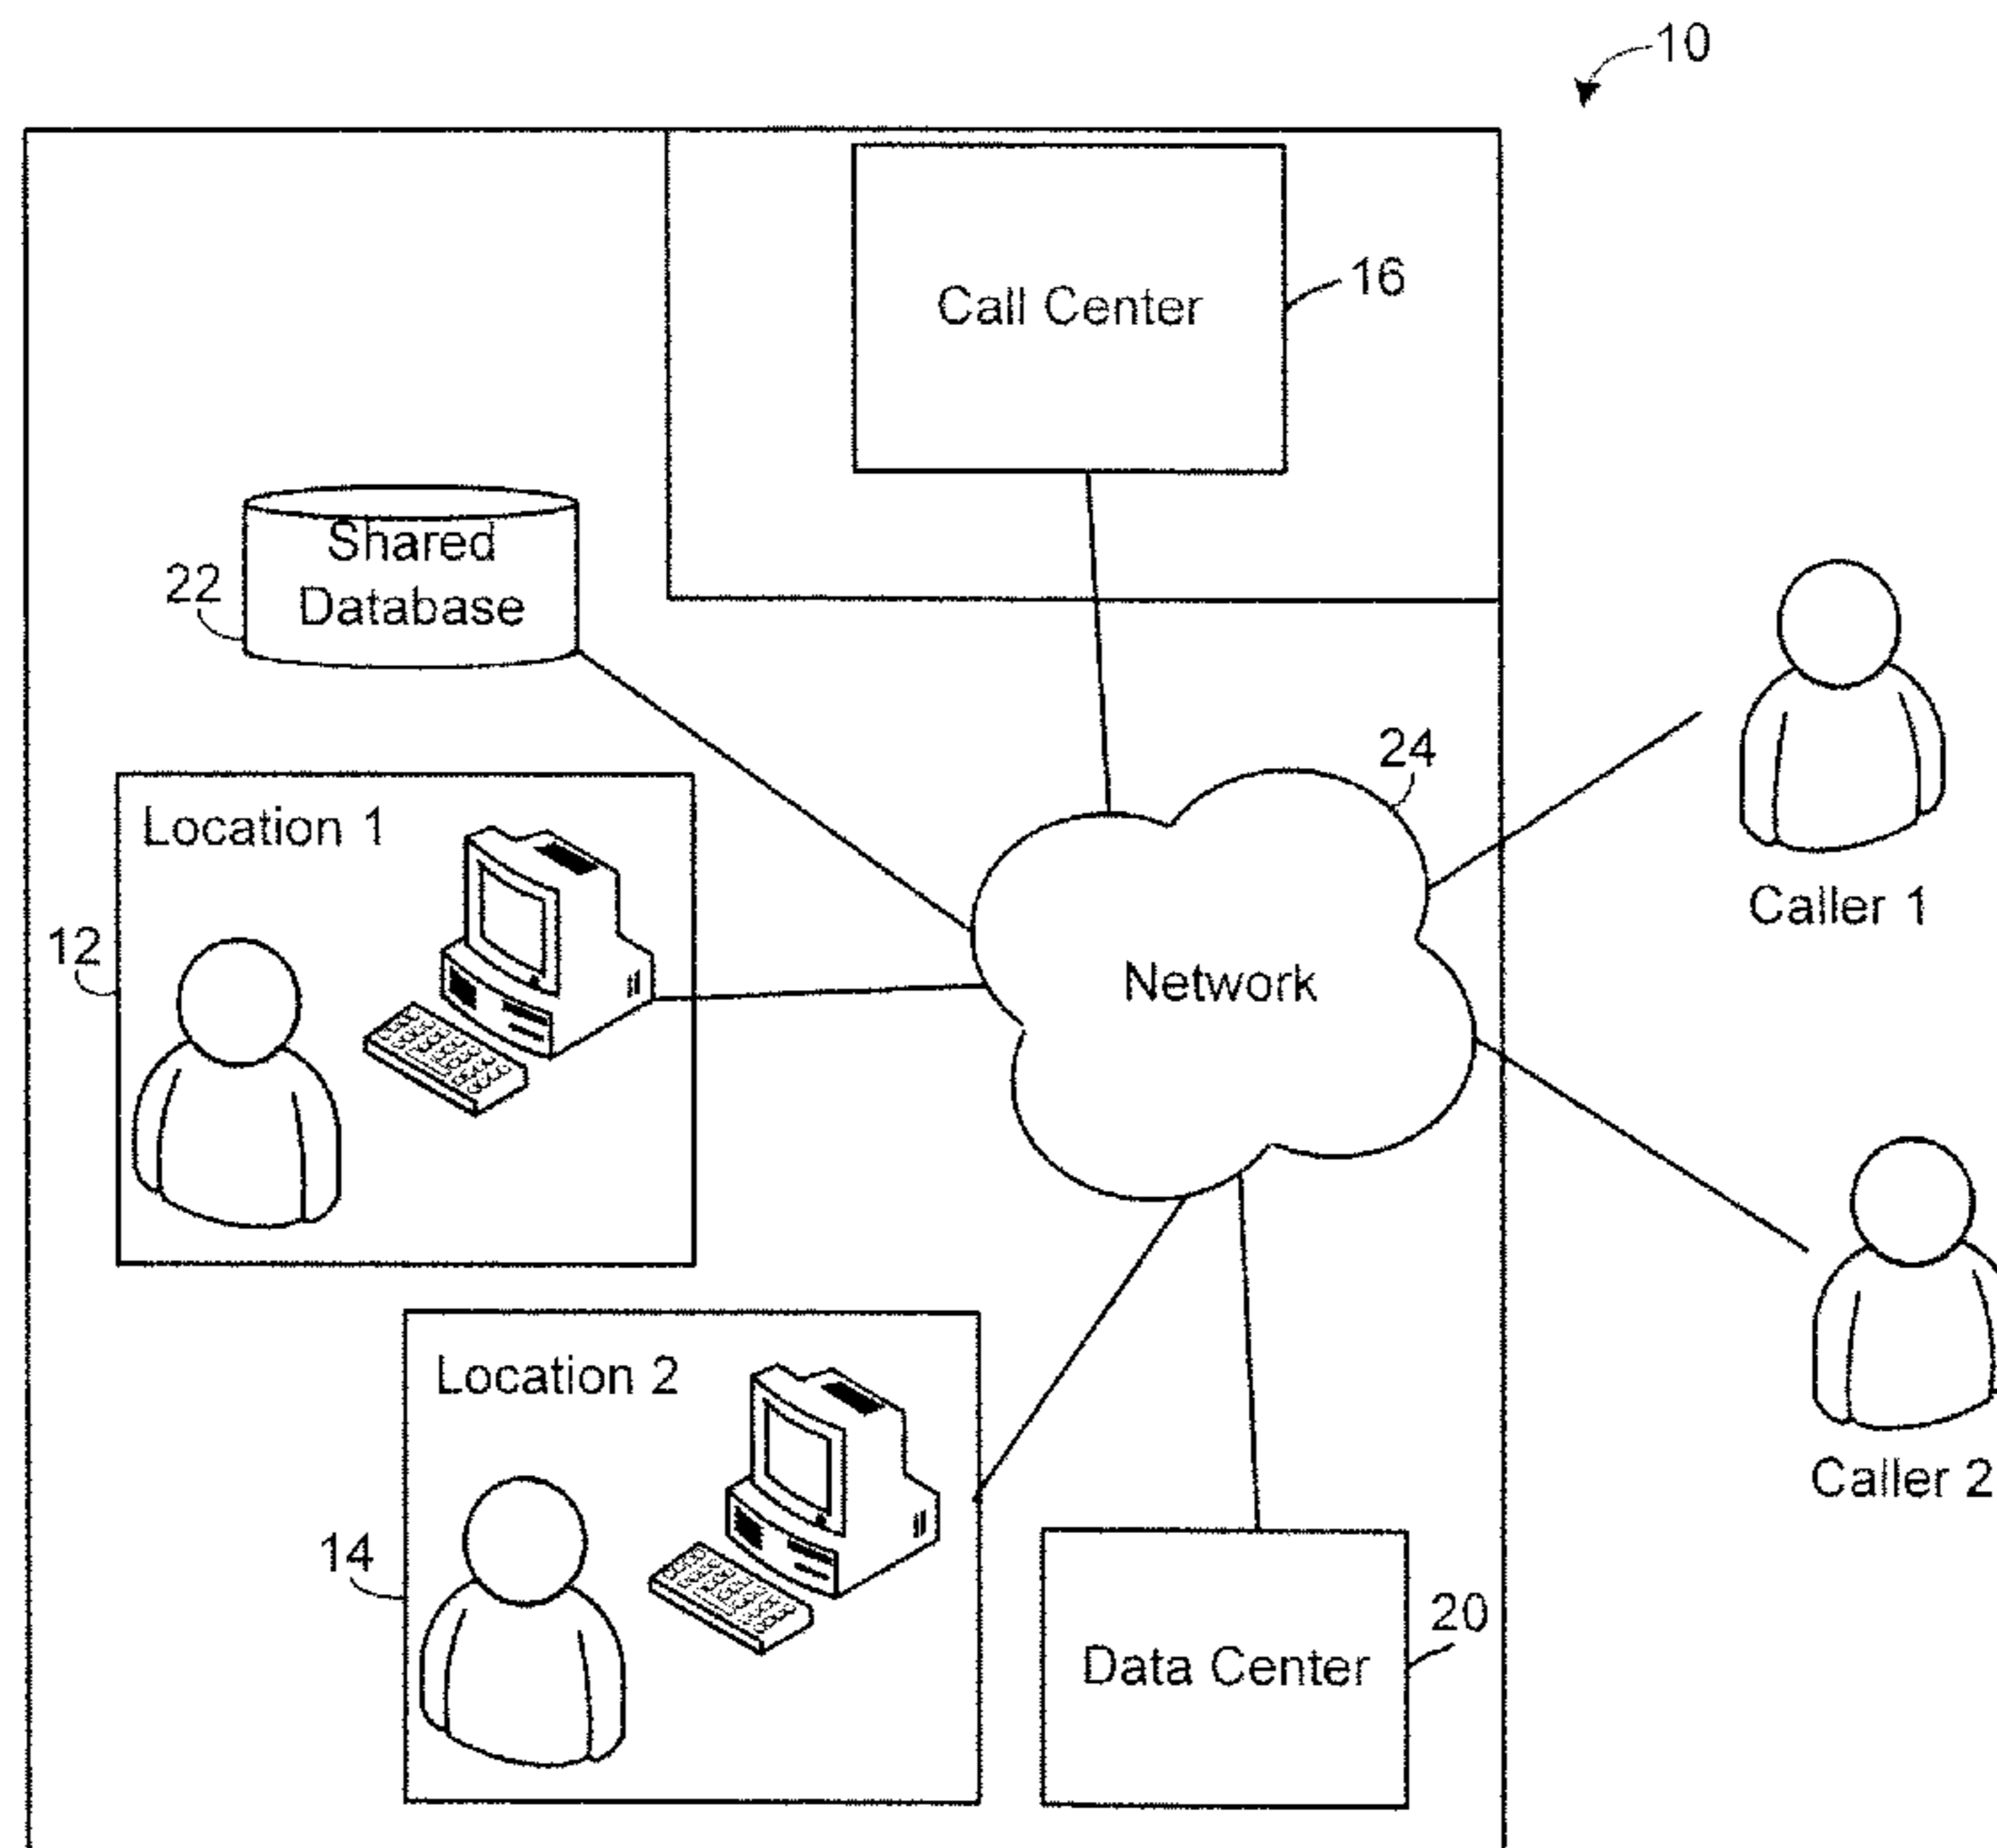 10
Call Center
16
Shared
Database
22
24
Location 1
Caller 1
12
Network
Location 2
Caller 2
14
20
Data Center